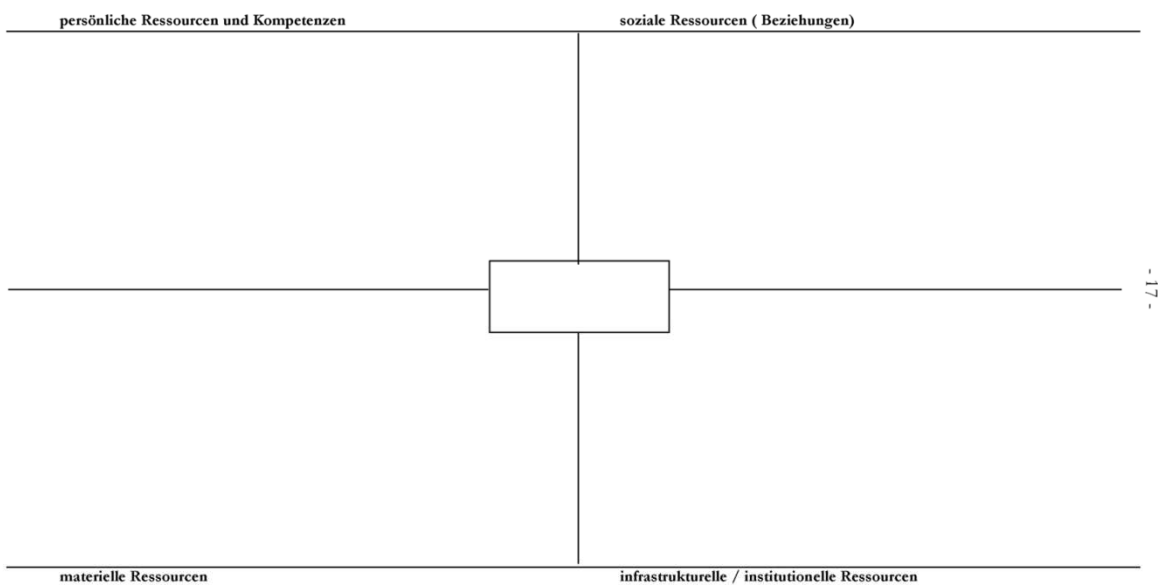 persönliche Ressourcen und Kompetenzen
soziale Ressourcen ( Beziehungen)
- 17 -
materielle Ressourcen
infrastrukturelle / institutionelle Ressourcen